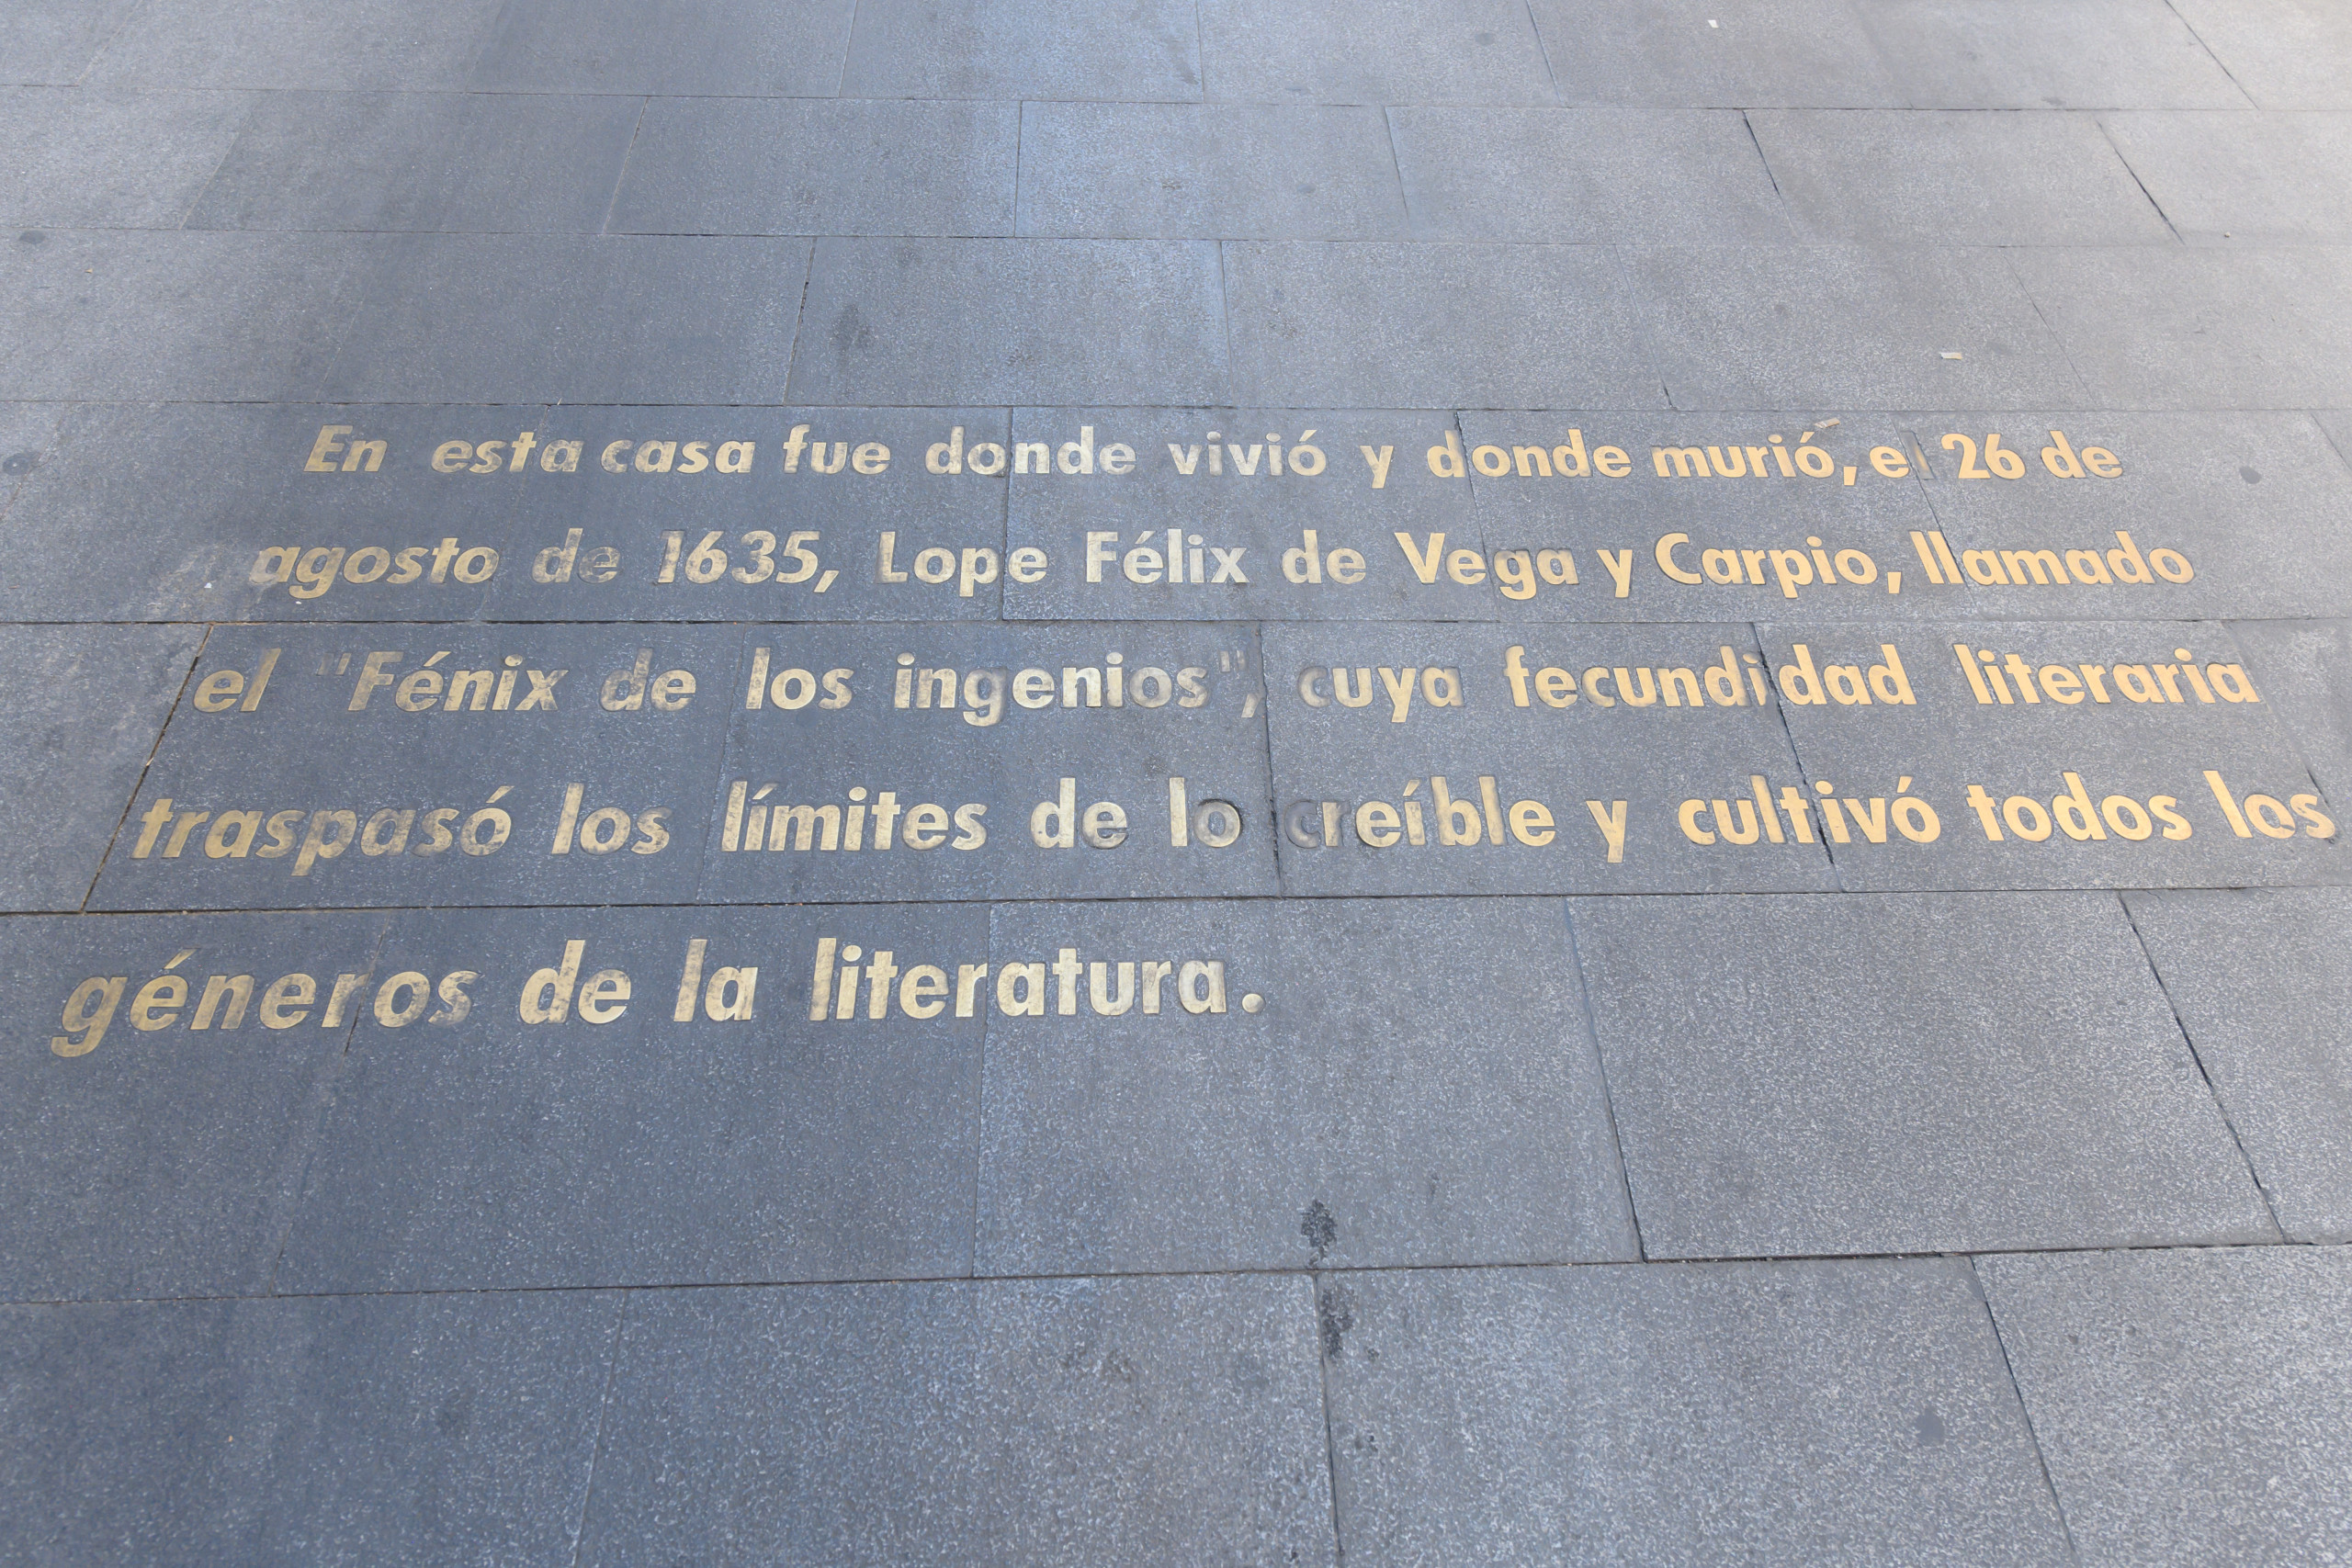 En esta casa fue donde vivió y donde murió, el 26 de
agosto de 1635, Lope Félix de Vega y Carpio, llamado
el "Fénix de los ingenios", cuya fecundidad literaria
traspasó los límites de lo creíble y cultivó todos los
géneros de la literatura.